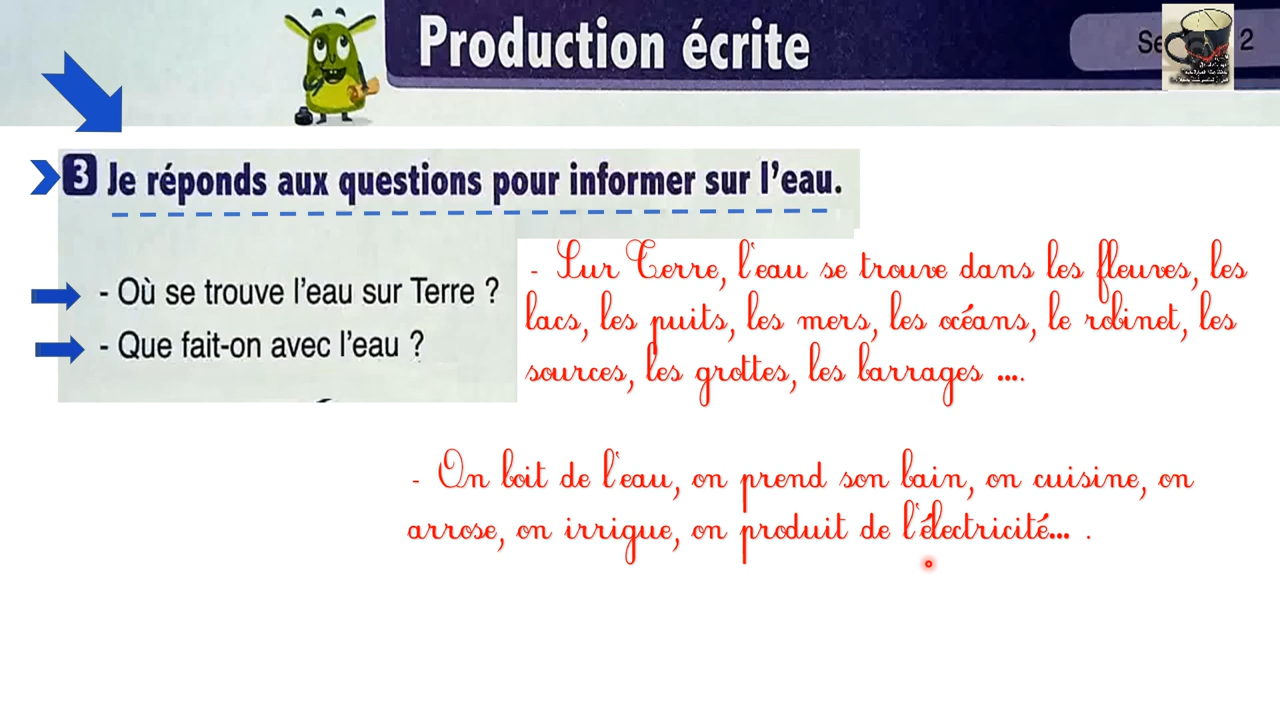 Production écrite
Se 2
3 Je réponds aux questions pour informer sur l'eau.
- Où se trouve l'eau sur Terre ?
- Que fait-on avec l'eau ?
- Sur Terre, l'eau se trouve dans les fleuves, les
lacs, les puits, les mers, les océans, le robinet, les
sources, les grottes, les barrages ....
- On boit de l'eau, on prend son bain, on cuisine, on
arrose, on irrigue, on produit de l'électricité... .